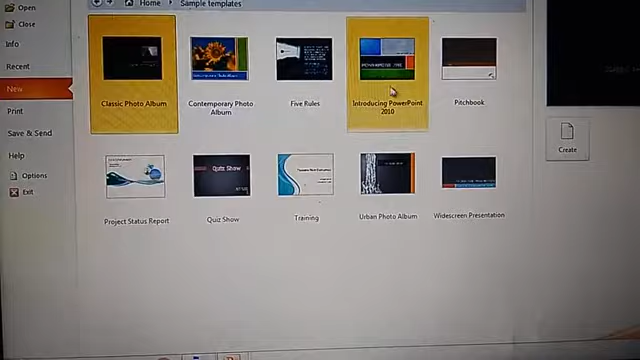 Open
Home
Sample templates
Close
Info
Recent
New
Print
Save & Send
Help
Options
Exit
Classic Photo Album
Contemporary Photo
Album
Five Rules
Introducing PowerPoint
2010
Pitchbook
Create
Quiz Show
Project Status Report
Quiz Show
Training
Urban Photo Album
Widescreen Presentation